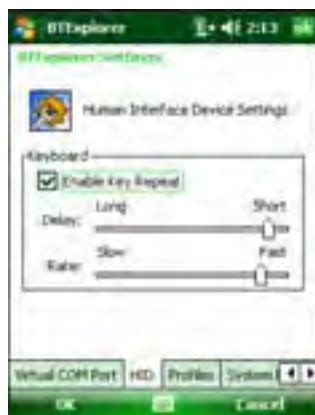 BTExplorer 2:13 ok
BTExplorer Settings
Human Interface Device Settings
Keyboard
Enable Key Repeat
Long Short
Delay:
Slow Fast
Rate:
Virtual COM Port HID Profiles System
OK Cancel